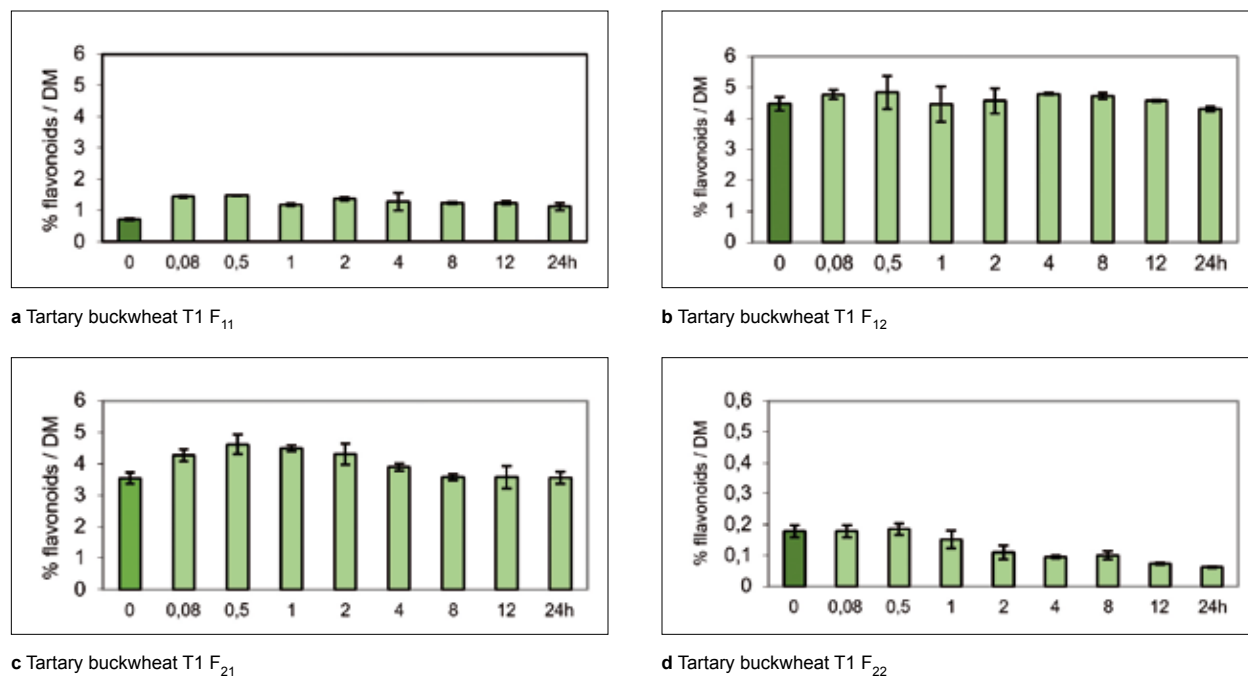 % flavonoids / DM
6
5
4
3
2
1
0
0 0,08 0,5 1 2 4 8 12 24h
a Tartary buckwheat T1 F11
% flavonoids / DM
6
5
4
3
2
1
0
0 0,08 0,5 1 2 4 8 12 24h
b Tartary buckwheat T1 F12
% flavonoids / DM
6
5
4
3
2
1
0
0 0,08 0,5 1 2 4 8 12 24h
c Tartary buckwheat T1 F21
% fllavonoids / DM
0,6
0,5
0,4
0,3
0,2
0,1
0
0 0,08 0,5 1 2 4 8 12 24h
d Tartary buckwheat T1 F22